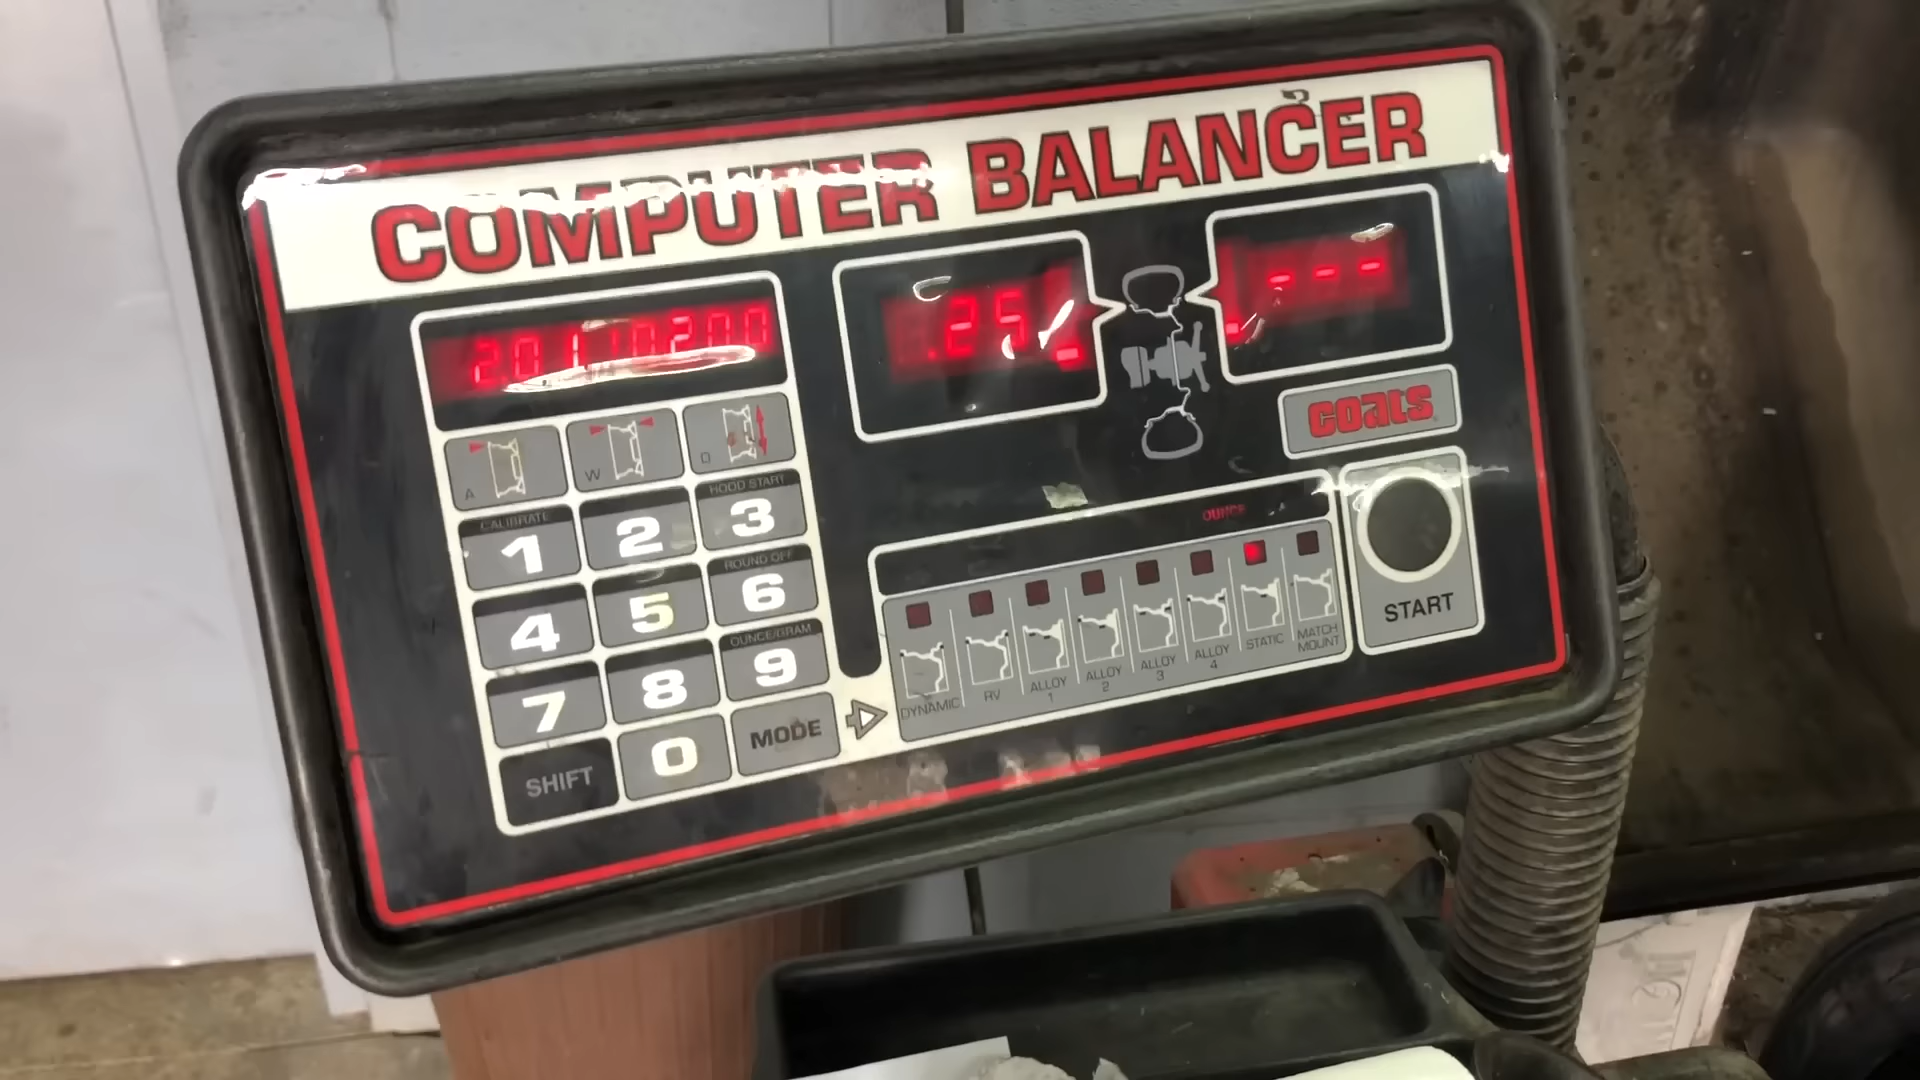 COMPUTER BALANCER
.25
- - -
coats
A
W
D
CALIBRATE
1
2
HOOD START
3
4
5
ROUND OFF
6
7
8
OUNCE/GRAM
9
SHIFT
0
MODE
OUNCE
DYNAMIC
RV
ALLOY
1
ALLOY
2
ALLOY
3
ALLOY
4
STATIC
MATCH
MOUNT
START